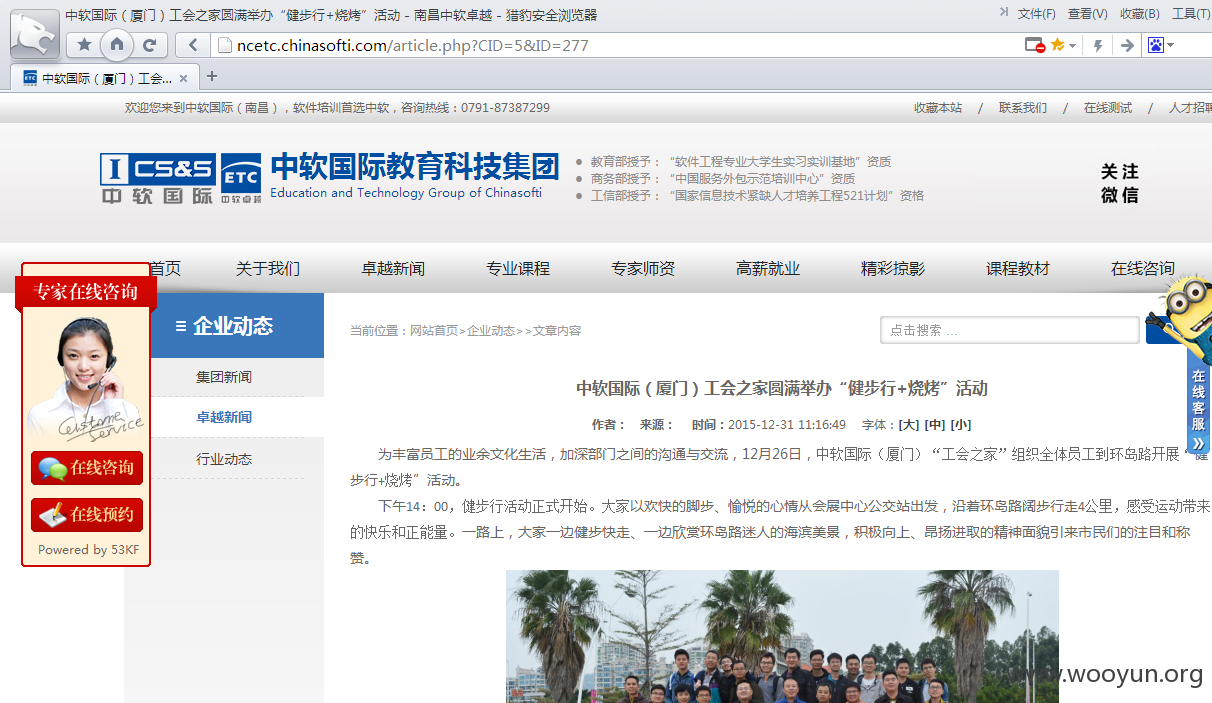 中软国际（厦门）工会之家圆满举办“健步行+烧烤”活动 - 南昌中软卓越 - 猎豹安全浏览器
文件(F) 查看(V) 收藏(B) 工具(T)
ncetc.chinasofti.com/article.php?CID=5&ID=277
中软国际（厦门）工会...
欢迎您来到中软国际（南昌），软件培训首选中软，咨询热线：0791-87387299
收藏本站 / 联系我们 / 在线测试 / 人才招聘
I CS&S ETC
中软国际 中软卓越
中软国际教育科技集团
Education and Technology Group of Chinasofti
● 教育部授予：“软件工程专业大学生实习实训基地”资质
● 商务部授予：“中国服务外包示范培训中心”资质
● 工信部授予：“国家信息技术紧缺人才培养工程521计划”资格
关注
微信
首页 关于我们 卓越新闻 专业课程 专家师资 高薪就业 精彩掠影 课程教材 在线咨询
专家在线咨询
Customer Service
在线咨询
在线预约
Powered by 53KF
≡ 企业动态
集团新闻
卓越新闻
行业动态
当前位置：网站首页>企业动态>>文章内容
点击搜索 ...
在线客服
中软国际（厦门）工会之家圆满举办“健步行+烧烤”活动
作者： 来源： 时间：2015-12-31 11:16:49 字体：[大] [中] [小]
为丰富员工的业余文化生活，加深部门之间的沟通与交流，12月26日，中软国际（厦门）“工会之家”组织全体员工到环岛路开展“健
步行+烧烤”活动。
下午14：00，健步行活动正式开始。大家以欢快的脚步、愉悦的心情从会展中心公交站出发，沿着环岛路阔步行走4公里，感受运动带来
的快乐和正能量。一路上，大家一边健步快走、一边欣赏环岛路迷人的海滨美景，积极向上、昂扬进取的精神面貌引来市民们的注目和称
赞。
www.wooyun.org